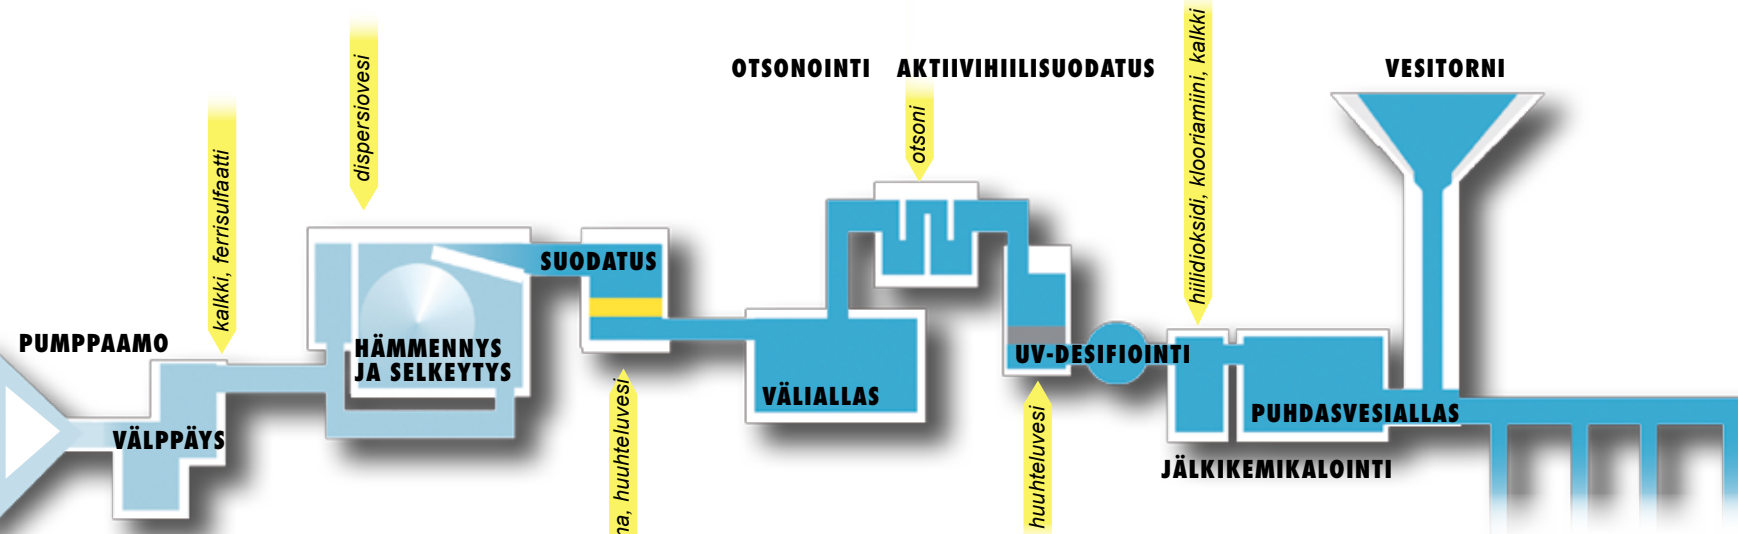 OTSONOINTI
AKTIIVIHIILISUODATUS
VESITORNI
kalkki, ferrisulfaatti
dispersiovesi
otsoni
hiilidioksidi, klooriamiini, kalkki
PUMPPAAMO
VÄLPPÄYS
HÄMMENNYS
JA SELKEYTYS
SUODATUS
huuhteluvesi
VÄLIALLAS
UV-DESIFIOINTI
huuhteluvesi
PUHDASVESIALLAS
JÄLKIKEMIKALOINTI